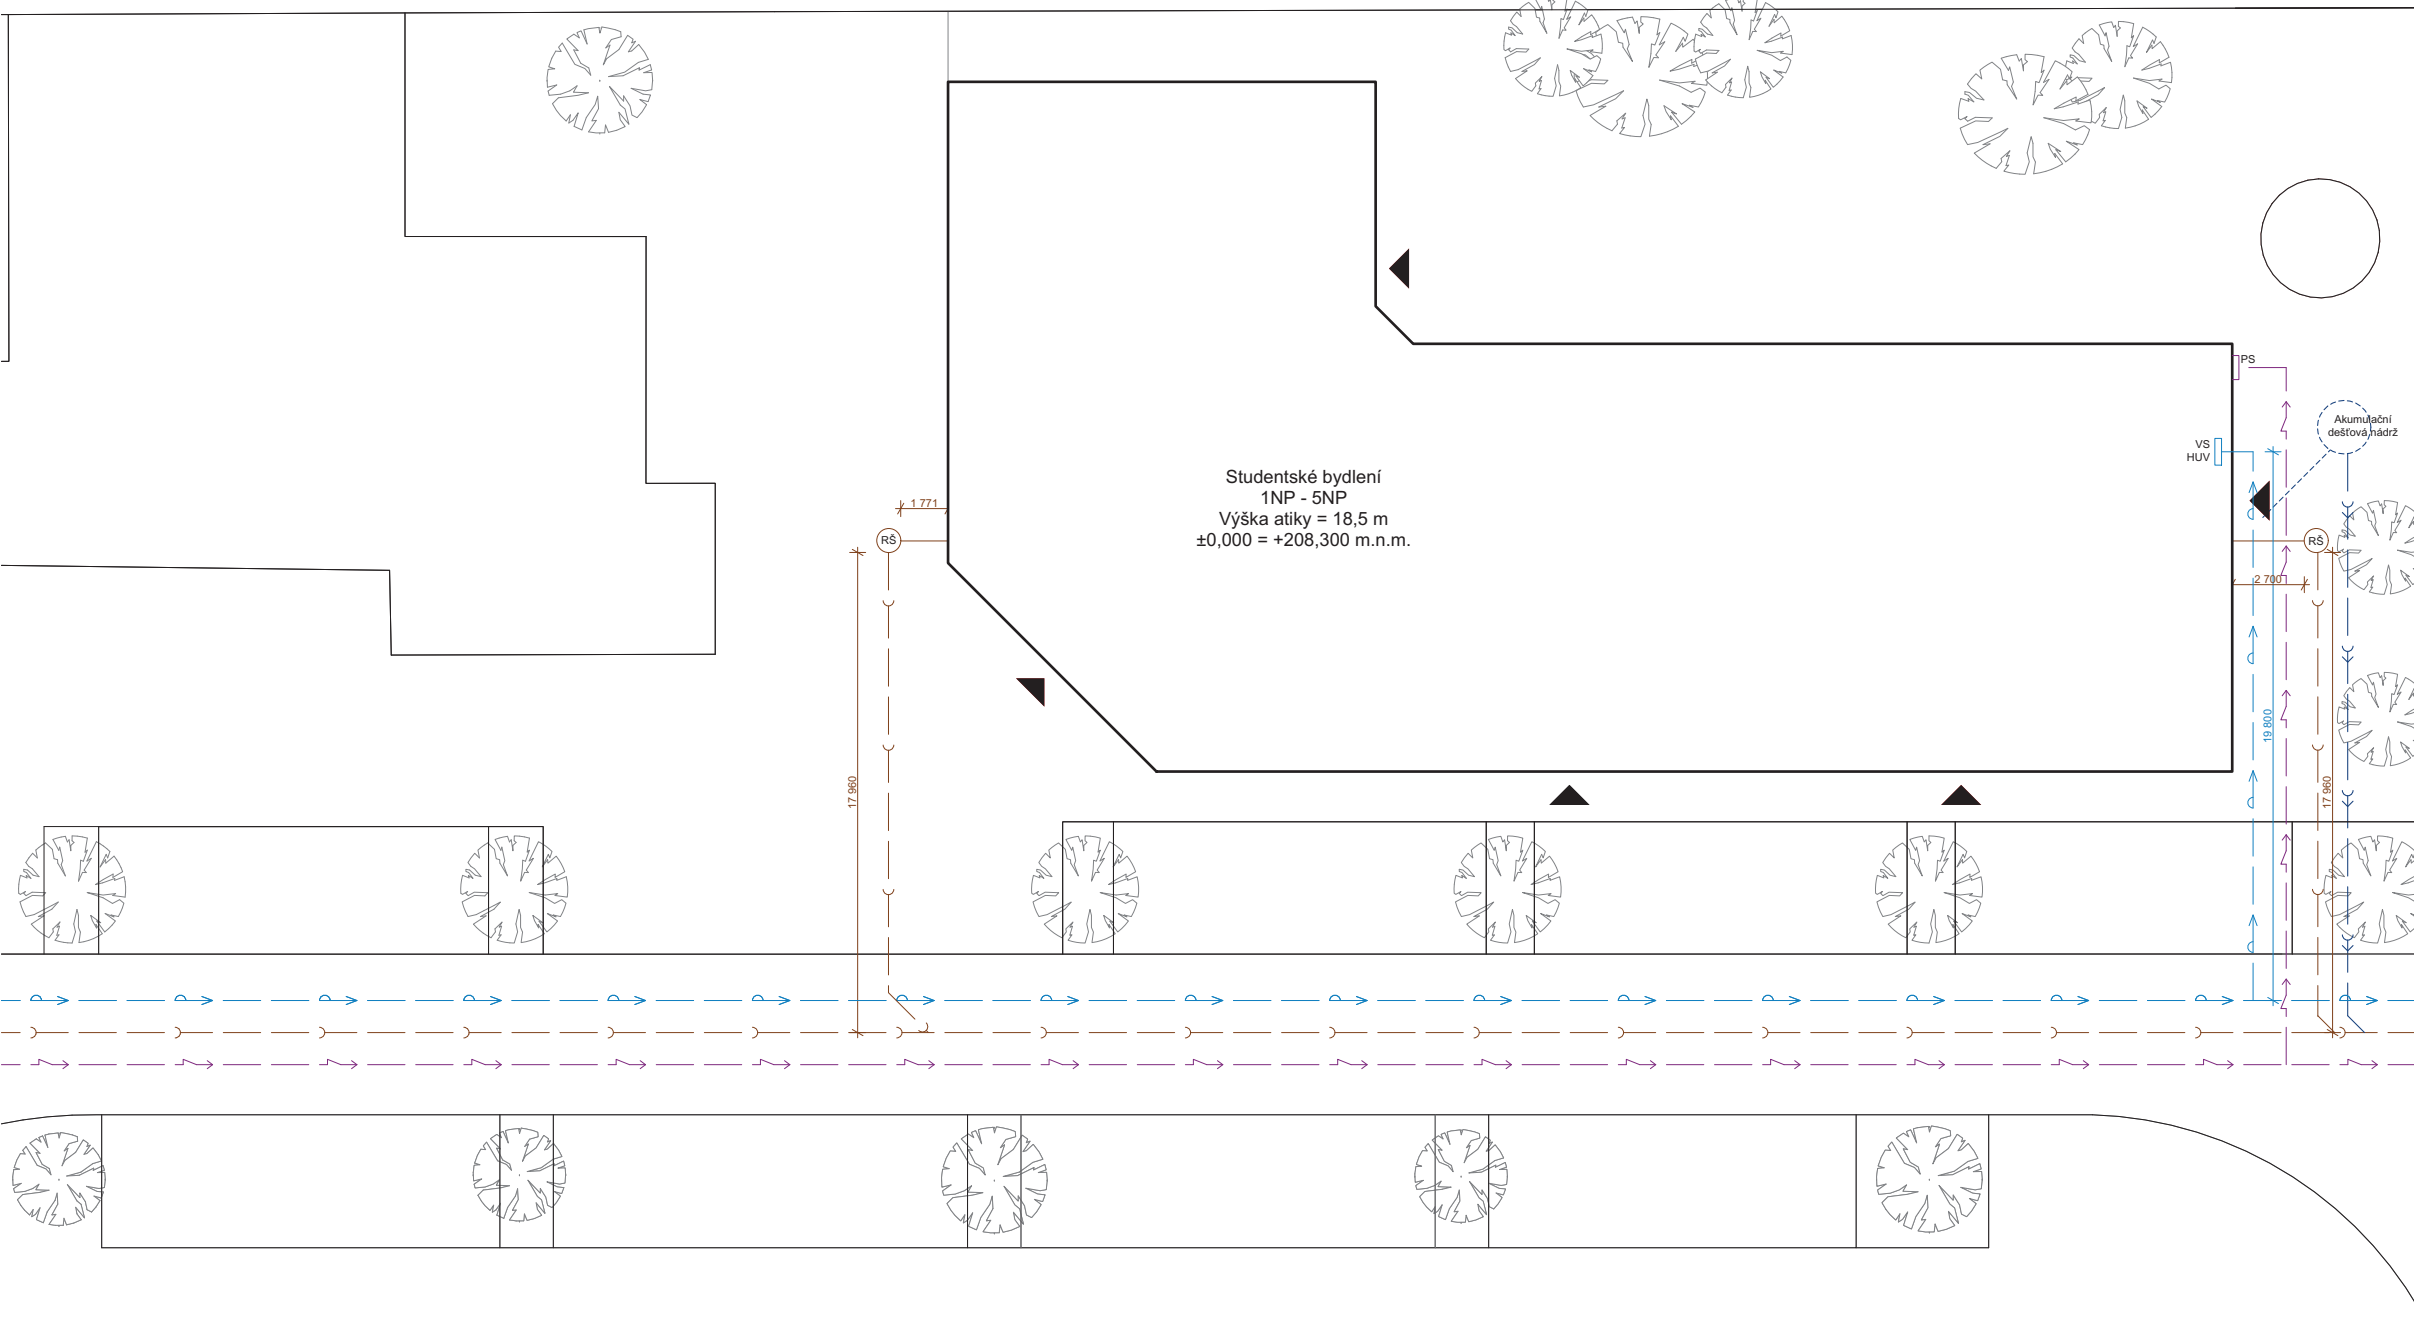 PS
Akumulační
dešťová nádrž
VS
HUV
Studentské bydlení
1NP - 5NP
Výška atiky = 18,5 m
±0,000 = +208,300 m.n.m.
1 771
RŠ
RŠ
2 700
19 800
17 960
17 960